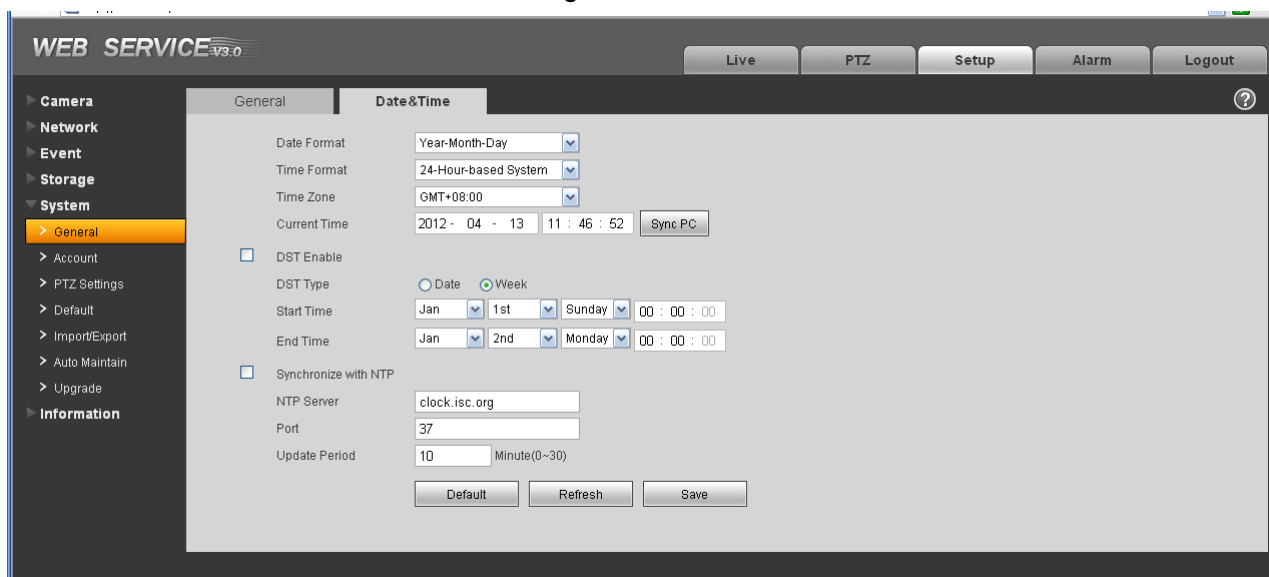 WEB SERVICE V3.0
Live PTZ Setup Alarm Logout
Camera
Network
Event
Storage
System
> General
> Account
> PTZ Settings
> Default
> Import/Export
> Auto Maintain
> Upgrade
Information
General Date&Time ?
Date Format Year-Month-Day
Time Format 24-Hour-based System
Time Zone GMT+08:00
Current Time 2012 - 04 - 13 11 : 46 : 52 Sync PC
DST Enable
DST Type Date Week
Start Time Jan 1st Sunday 00 : 00 : 00
End Time Jan 2nd Monday 00 : 00 : 00
Synchronize with NTP
NTP Server clock.isc.org
Port 37
Update Period 10 Minute(0~30)
Default Refresh Save